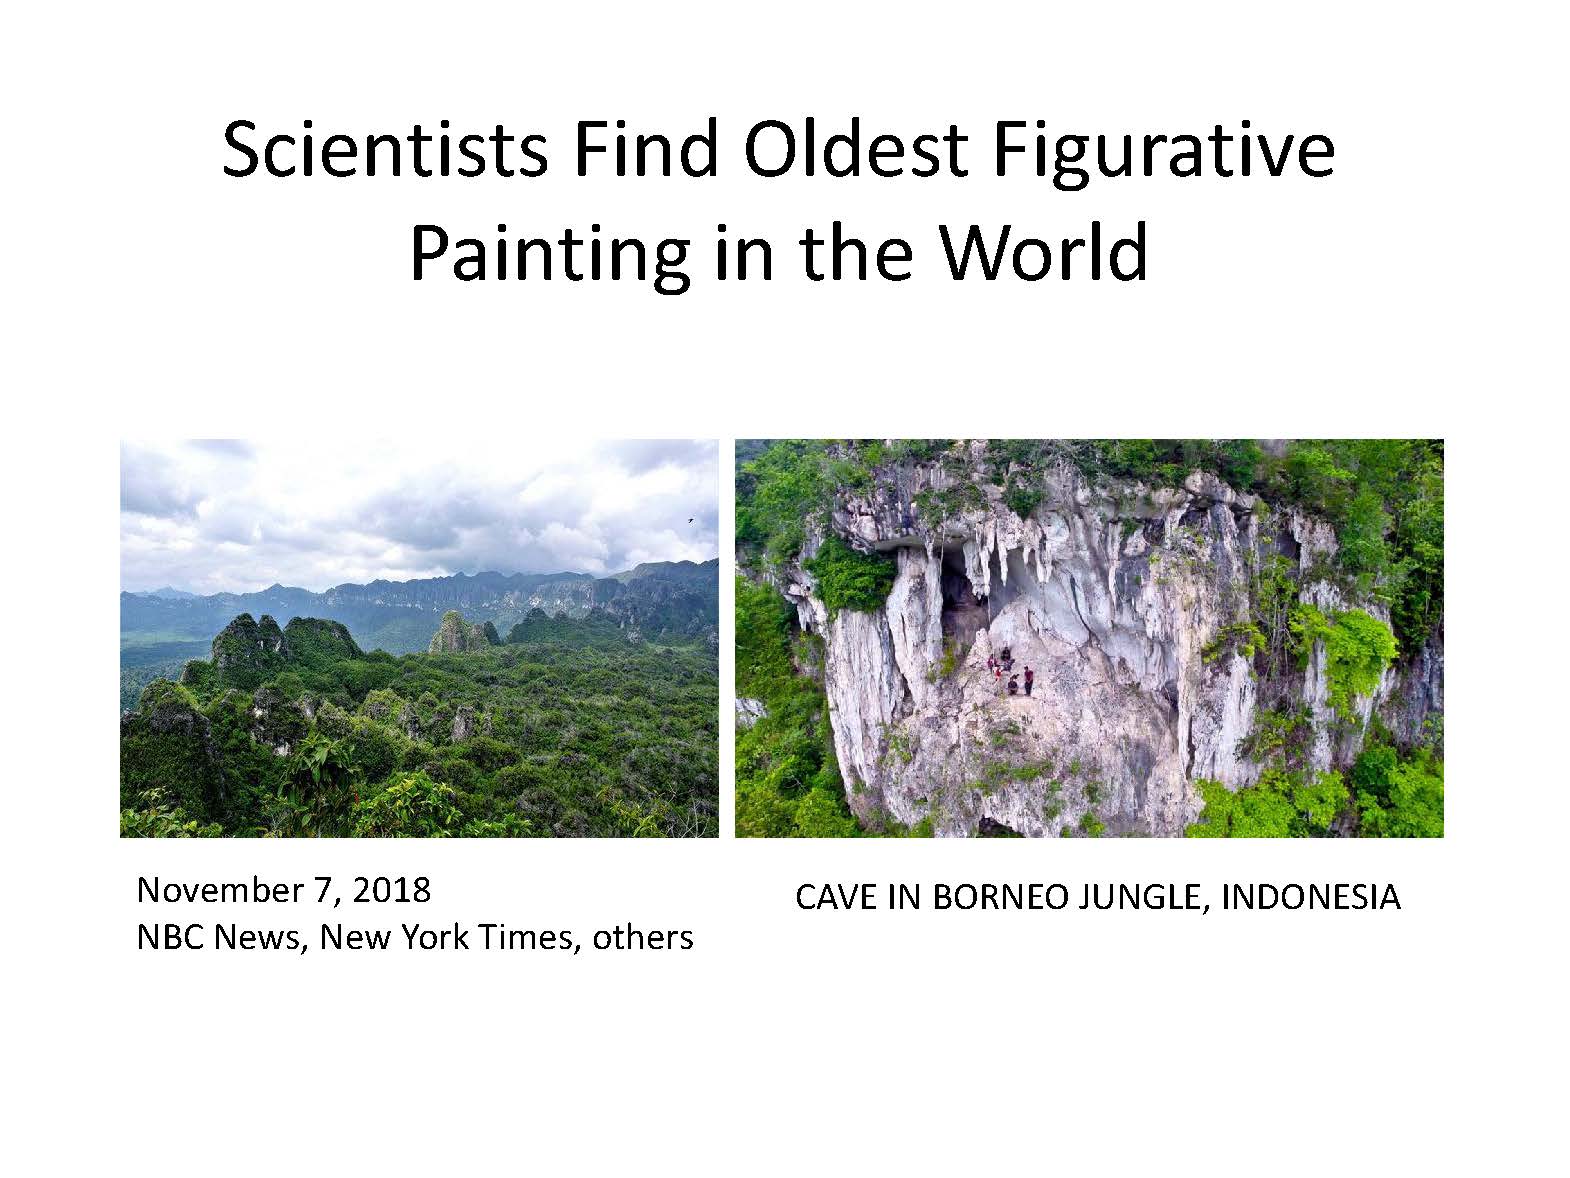 Scientists Find Oldest Figurative
Painting in the World
November 7, 2018
NBC News, New York Times, others
CAVE IN BORNEO JUNGLE, INDONESIA